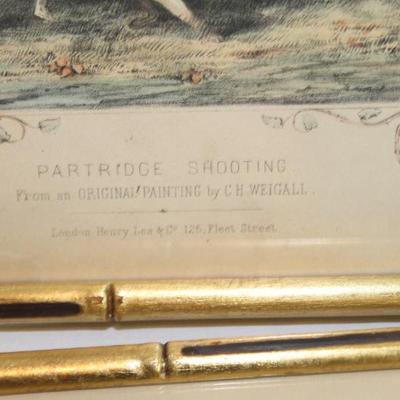 PARTRIDGE SHOOTING.
From an ORIGINAL PAINTING by C.H. WEIGALL.
London Henry Lea & Co. 125, Fleet Street.